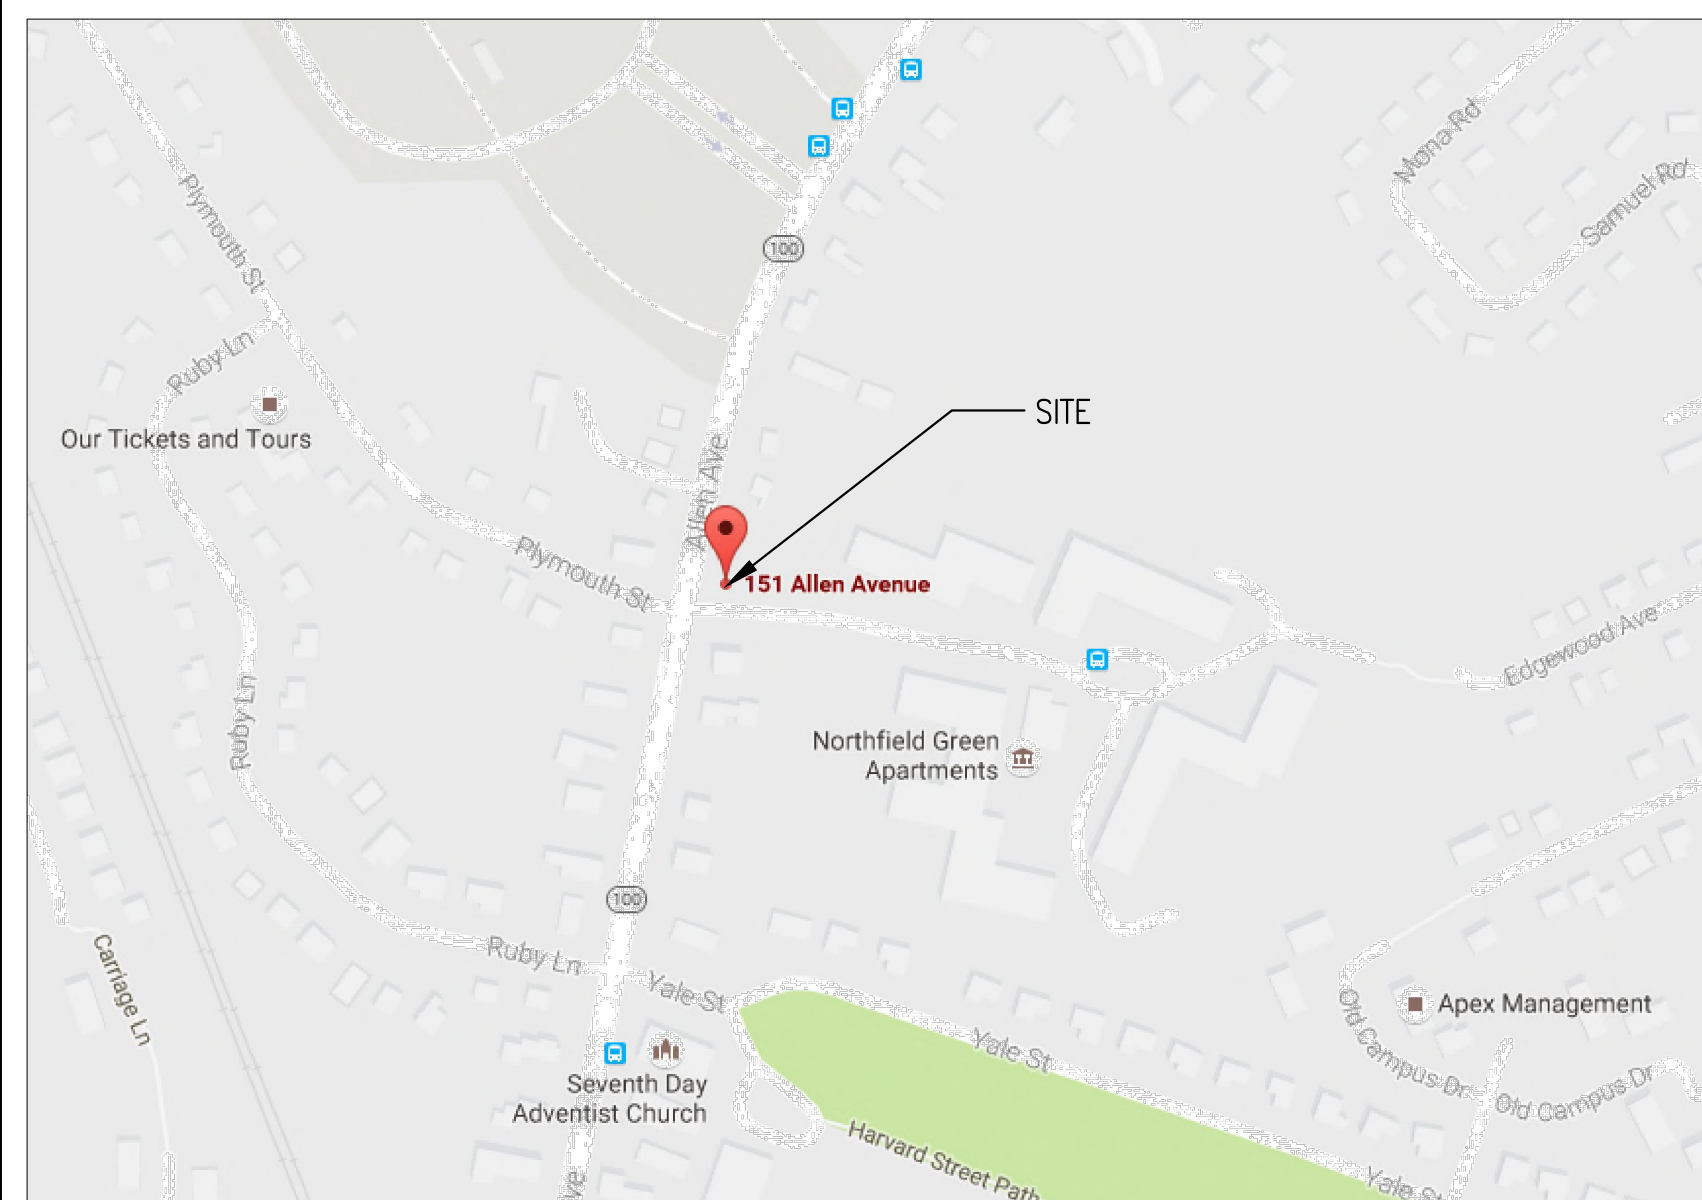 Mona Rd
Samuel Rd
Plymouth St
100
Ruby Ln
Our Tickets and Tours
SITE
Allen Ave
Plymouth St
151 Allen Avenue
Edgewood Ave
Ruby Ln
Northfield Green
Apartments
100
Ruby Ln
Yale St
Carriage Ln
Apex Management
Old Campus Dr
Yale St
Seventh Day
Adventist Church
Old Campus Dr
Harvard Street Path
Yale St
ve